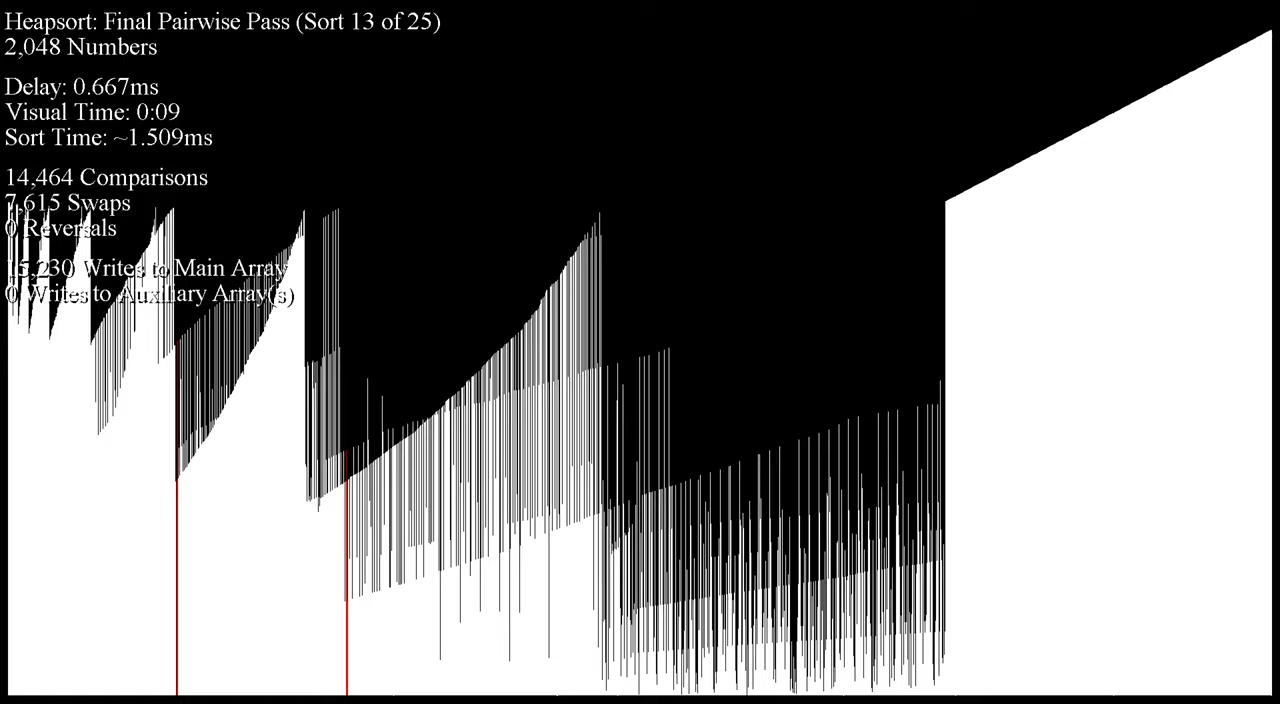 Heapsort: Final Pairwise Pass (Sort 13 of 25)
2,048 Numbers
Delay: 0.667ms
Visual Time: 0:09
Sort Time: ~1.509ms
14,464 Comparisons
7,615 Swaps
0 Reversals
15,230 Writes to Main Array
0 Writes to Auxiliary Array(s)